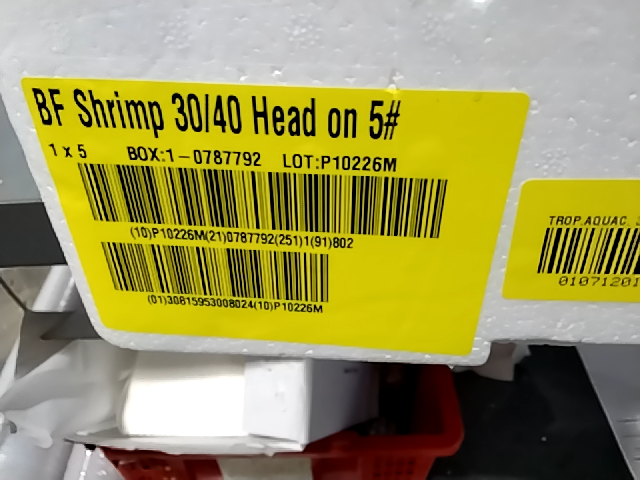 BF Shrimp 30/40 Head on 5#
1 x 5 BOX:1-0787792 LOT:P10226M
(10)P10226M(21)0787792(251)1(91)802
(01)30815953008024(10)P10226M
TROP.AQUAC
01071201